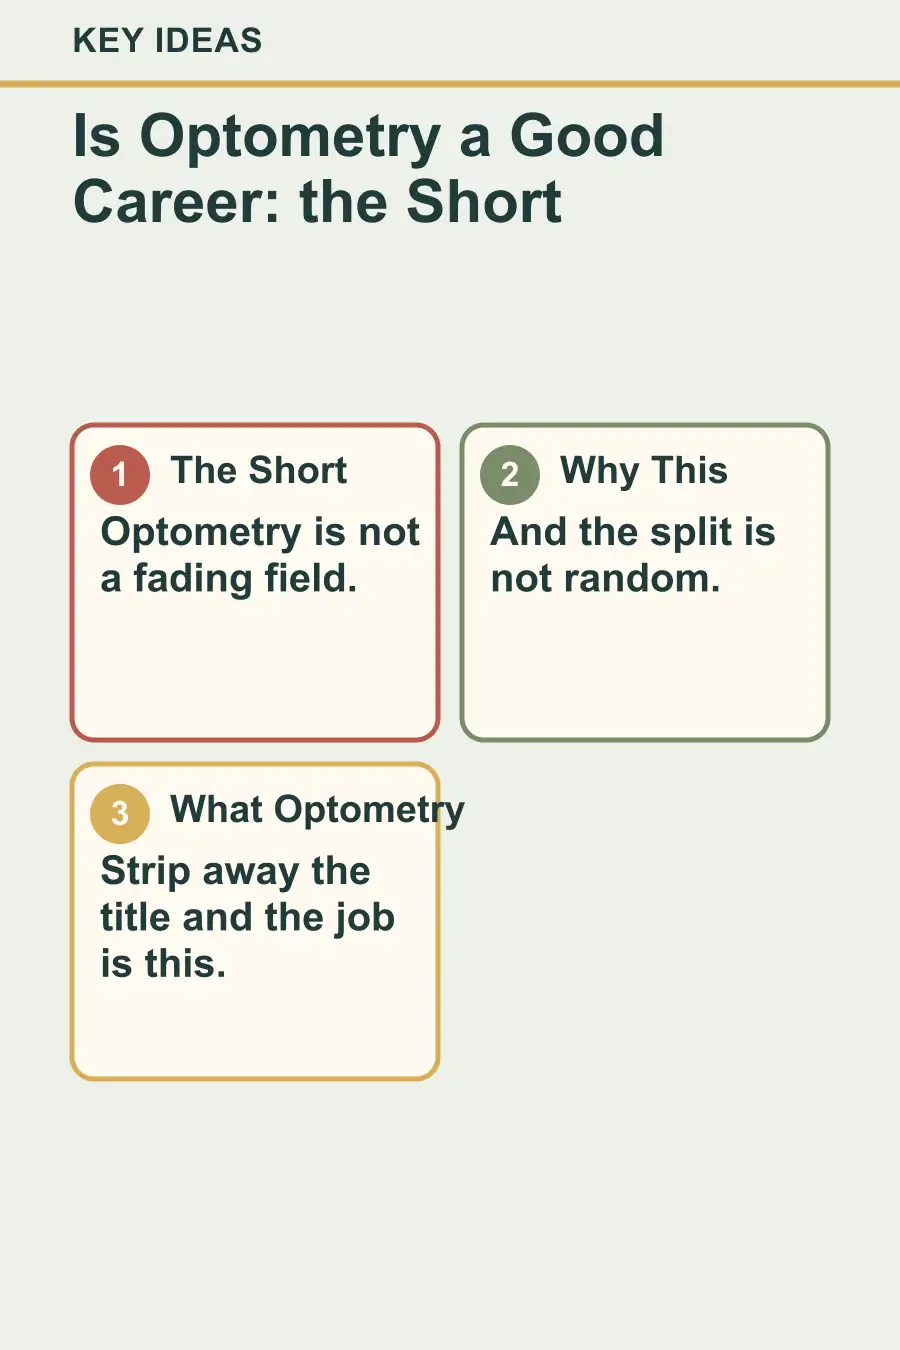 KEY IDEAS
Is Optometry a Good
Career: the Short
1 The Short
Optometry is not
a fading field.
2 Why This
And the split is
not random.
3 What Optometry
Strip away the
title and the job
is this.